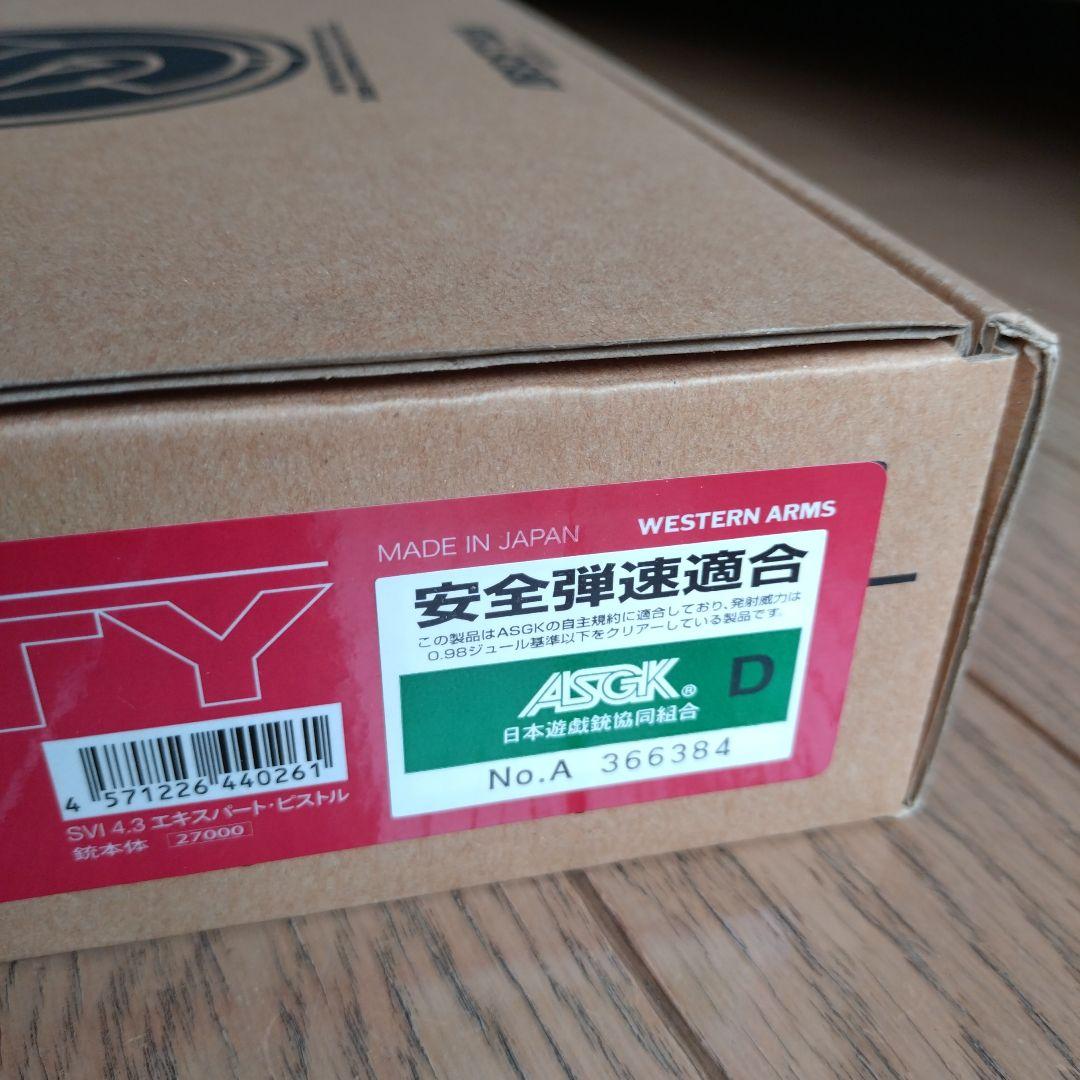 MADE IN JAPAN
WESTERN ARMS
TY
安全弾速適合
この製品はASGKの自主規約に適合しており、発射威力は
0.98ジュール基準以下をクリアーしている製品です。
ASGK® D
日本遊戯銃協同組合
No.A 366384
4 571226 440261
SVI 4.3 エキスパート・ピストル
銃本体 27000